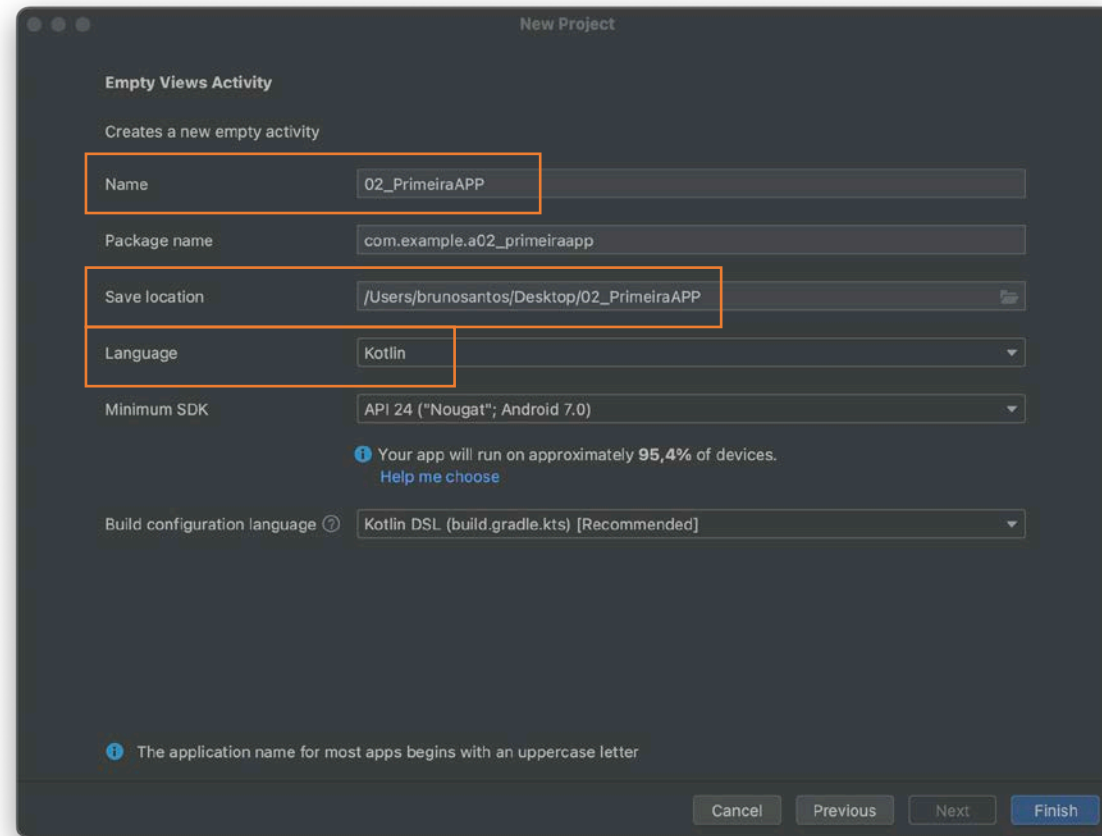 New Project
Empty Views Activity
Creates a new empty activity
Name 02_PrimeiraAPP
Package name com.example.a02_primeiraapp
Save location /Users/brunosantos/Desktop/02_PrimeiraAPP
Language Kotlin
Minimum SDK API 24 ("Nougat"; Android 7.0)
Your app will run on approximately 95,4% of devices.
Help me choose
Build configuration language Kotlin DSL (build.gradle.kts) [Recommended]
The application name for most apps begins with an uppercase letter
Cancel Previous Next Finish